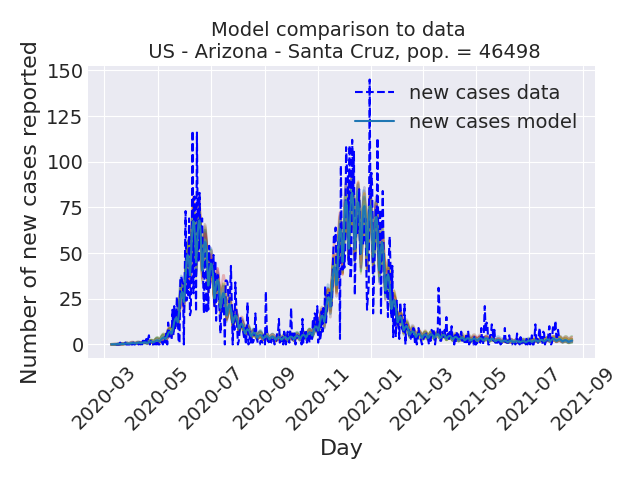 Model comparison to data
US - Arizona - Santa Cruz, pop. = 46498
Number of new cases reported
150
125
100
75
50
25
0
new cases data
new cases model
2020-03
2020-05
2020-07
2020-09
2020-11
2021-01
2021-03
2021-05
2021-07
2021-09
Day